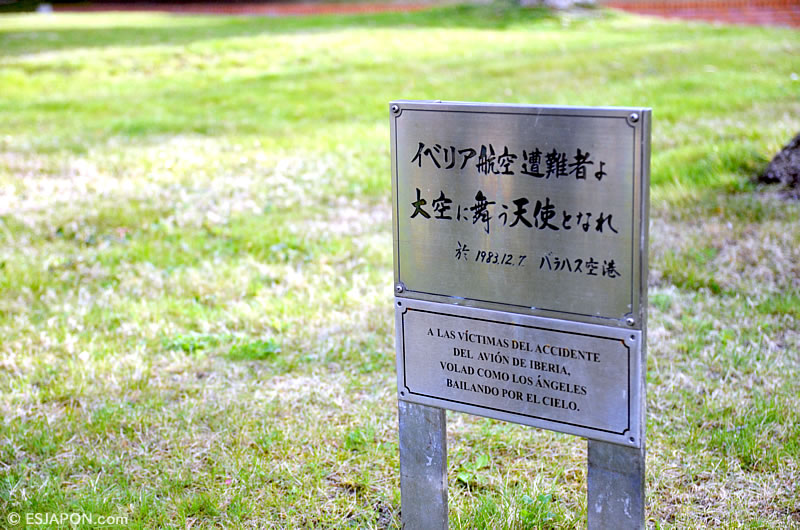 イベリア航空遭難者よ
大空に舞う天使となれ
於 1983.12.7. バラハス空港
A LAS VÍCTIMAS DEL ACCIDENTE
DEL AVIÓN DE IBERIA,
VOLAD COMO LOS ÁNGELES
BAILANDO POR EL CIELO.
© ESJAPON.com